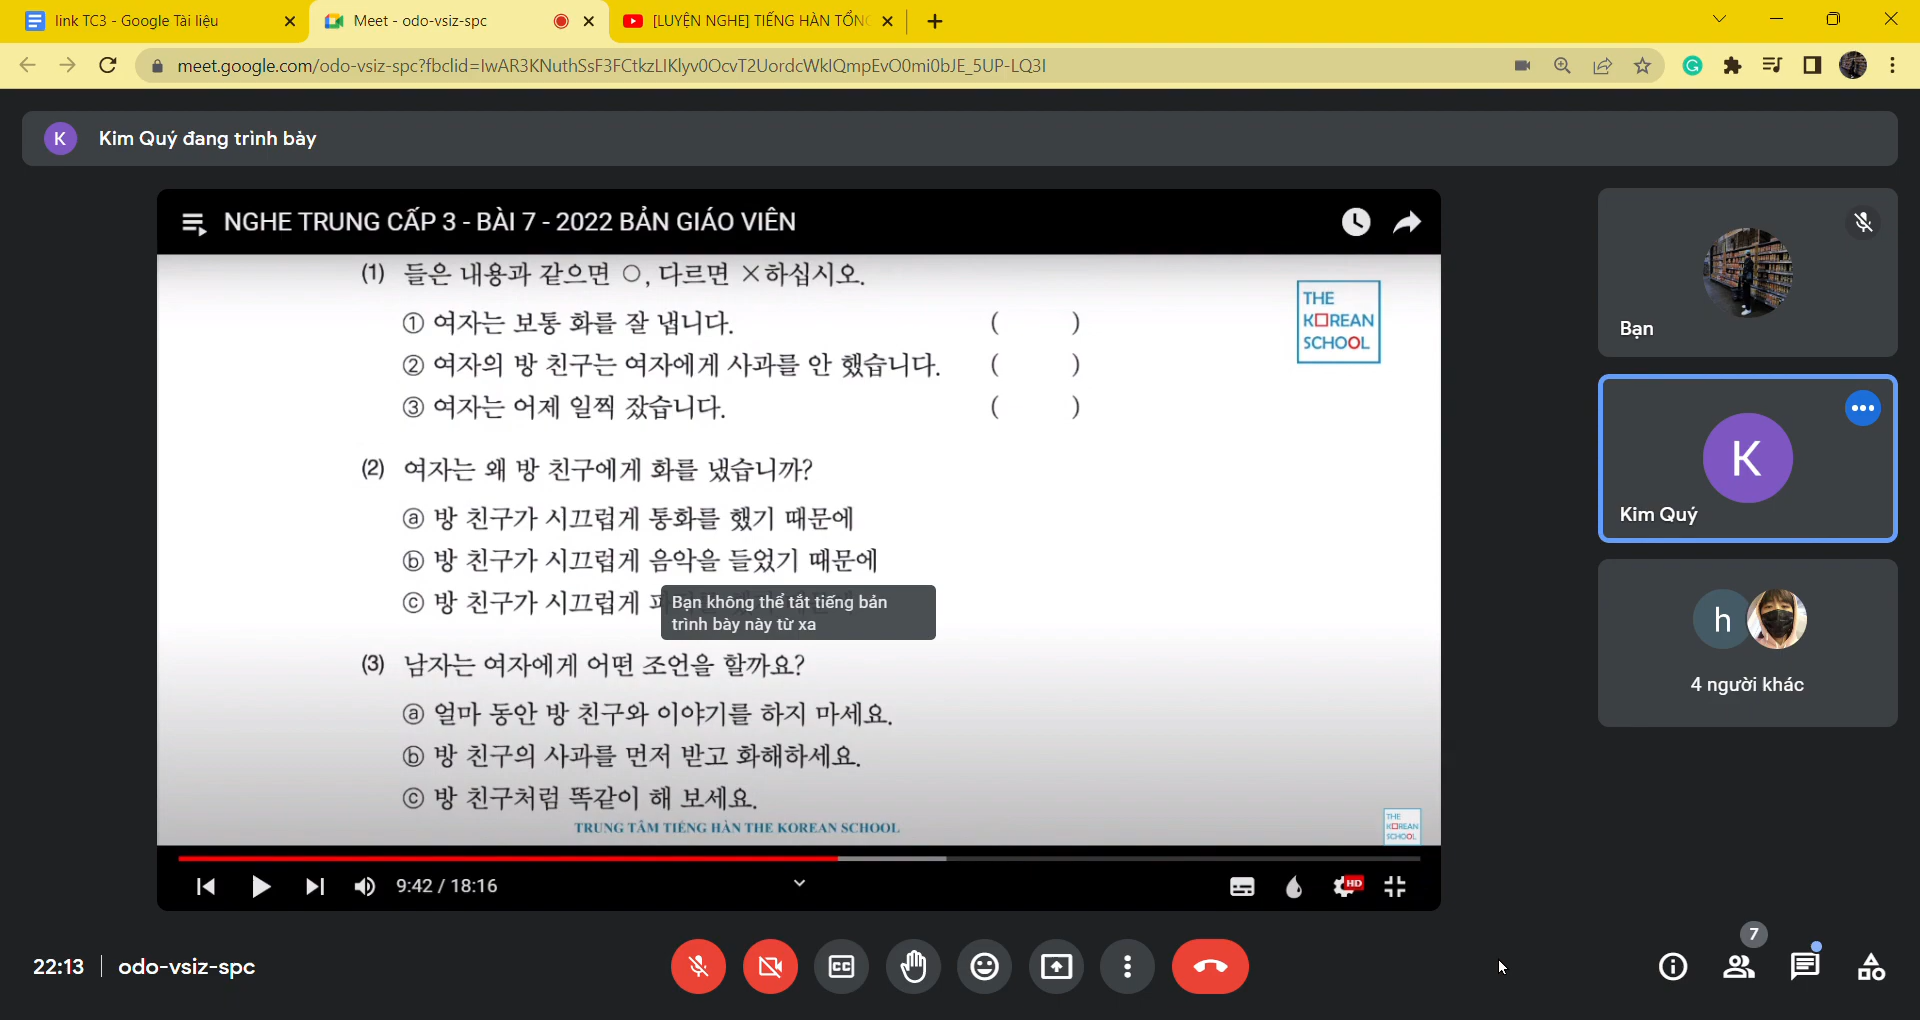 link TC3 - Google Tài liệu
Meet - odo-vsiz-spc
[LUYỆN NGHE] TIẾNG HÀN TỔNG
meet.google.com/odo-vsiz-spc?fbclid=IwAR3KNuthSsF3FCtkzLIKlyv0OcvT2UordcWkIQmpEvO0mi0bJE_5UP-LQ3I
K
Kim Quý đang trình bày
NGHE TRUNG CẤP 3 - BÀI 7 - 2022 BẢN GIÁO VIÊN
(1) 들은 내용과 같으면 ○, 다르면 ×하십시오.
① 여자는 보통 화를 잘 냅니다. ( )
② 여자의 방 친구는 여자에게 사과를 안 했습니다. ( )
③ 여자는 어제 일찍 잤습니다. ( )
THE
KOREAN
SCHOOL
(2) 여자는 왜 방 친구에게 화를 냈습니까?
ⓐ 방 친구가 시끄럽게 통화를 했기 때문에
ⓑ 방 친구가 시끄럽게 음악을 들었기 때문에
ⓒ 방 친구가 시끄럽게
Bạn không thể tắt tiếng bản
trình bày này từ xa
(3) 남자는 여자에게 어떤 조언을 할까요?
ⓐ 얼마 동안 방 친구와 이야기를 하지 마세요.
ⓑ 방 친구의 사과를 먼저 받고 화해하세요.
ⓒ 방 친구처럼 똑같이 해 보세요.
TRUNG TÂM TIẾNG HÀN THE KOREAN SCHOOL
THE
KOREAN
SCHOOL
9:42 / 18:16
HD
Bạn
K
Kim Quý
h
4 người khác
22:13 | odo-vsiz-spc
CC
7